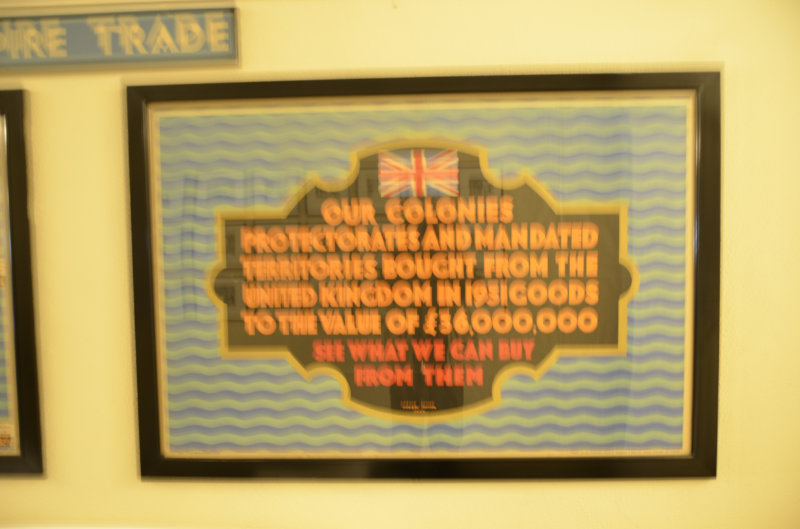 PIRE TRADE
OUR COLONIES
PROTECTORATES AND MANDATED
TERRITORIES BOUGHT FROM THE
UNITED KINGDOM IN 1931 GOODS
TO THE VALUE OF £36,000,000
SEE WHAT WE CAN BUY
FROM THEM